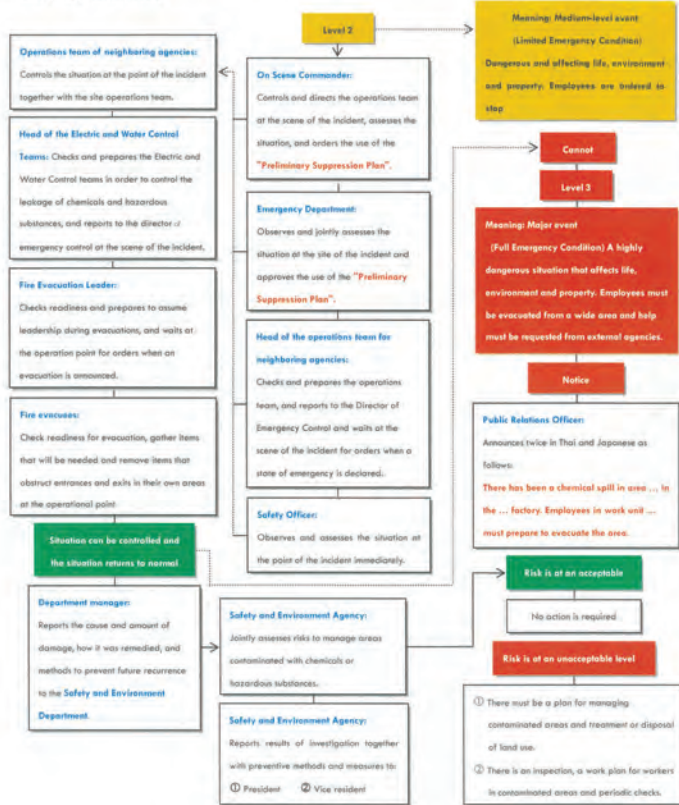 Level 2
Meaning: Medium-level event
(Limited Emergency Condition)
Dangerous and affecting life, environment
and property. Employees are ordered to
stop
Operations team of neighboring agencies:
Controls the situation at the point of the incident
together with the site operations team.
Head of the Electric and Water Control
Teams: Checks and prepares the Electric and
Water Control teams in order to control the
leakage of chemicals and hazardous
substances, and reports to the director of
emergency control at the scene of the incident.
Fire Evacuation Leader:
Checks readiness and prepares to assume
leadership during evacuations, and waits at
the operation point for orders when an
evacuation is announced.
Fire evacuees:
Check readiness for evacuation, gather items
that will be needed and remove items that
obstruct entrances and exits in their own areas
at the operational point
On Scene Commander:
Controls and directs the operations team
at the scene of the incident, assesses the
situation, and orders the use of the
"Preliminary Suppression Plan".
Emergency Department:
Observes and jointly assesses the
situation at the site of the incident and
approves the use of the "Preliminary
Suppression Plan".
Head of the operations team for
neighboring agencies:
Checks and prepares the operations
team, and reports to the Director of
Emergency Control and waits at the
scene of the incident for orders when a
state of emergency is declared.
Safety Officer:
Observes and assesses the situation at
the point of the incident immediately.
Cannot
Level 3
Meaning: Major event
(Full Emergency Condition) A highly
dangerous situation that affects life,
environment and property. Employees must
be evacuated from a wide area and help
must be requested from external agencies.
Notice
Public Relations Officer:
Announces twice in Thai and Japanese as
follows:
There has been a chemical spill in area ... In
the ... factory. Employees in work unit ...
must prepare to evacuate the area.
Situation can be controlled and
the situation returns to normal
Department manager:
Reports the cause and amount of
damage, how it was remedied, and
methods to prevent future recurrence
to the Safety and Environment
Department.
Safety and Environment Agency:
Jointly assesses risks to manage areas
contaminated with chemicals or
hazardous substances.
Safety and Environment Agency:
Reports results of investigation together
with preventive methods and measures to:
① President ② Vice resident
Risk is at an acceptable
No action is required
Risk is at an unacceptable level
① There must be a plan for managing
contaminated areas and treatment or disposal
of land use.
② There is an inspection, a work plan for workers
in contaminated areas and periodic checks.